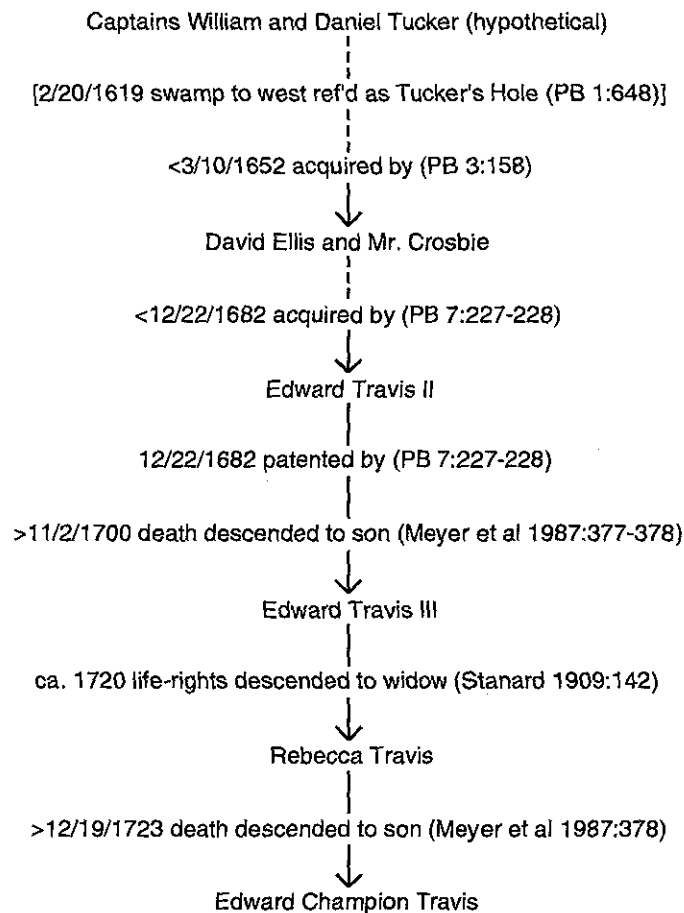 Captains William and Daniel Tucker (hypothetical)
[2/20/1619 swamp to west ref'd as Tucker's Hole (PB 1:648)]
<3/10/1652 acquired by (PB 3:158)
David Ellis and Mr. Crosbie
<12/22/1682 acquired by (PB 7:227-228)
Edward Travis II
12/22/1682 patented by (PB 7:227-228)
>11/2/1700 death descended to son (Meyer et al 1987:377-378)
Edward Travis III
ca. 1720 life-rights descended to widow (Stanard 1909:142)
Rebecca Travis
>12/19/1723 death descended to son (Meyer et al 1987:378)
Edward Champion Travis